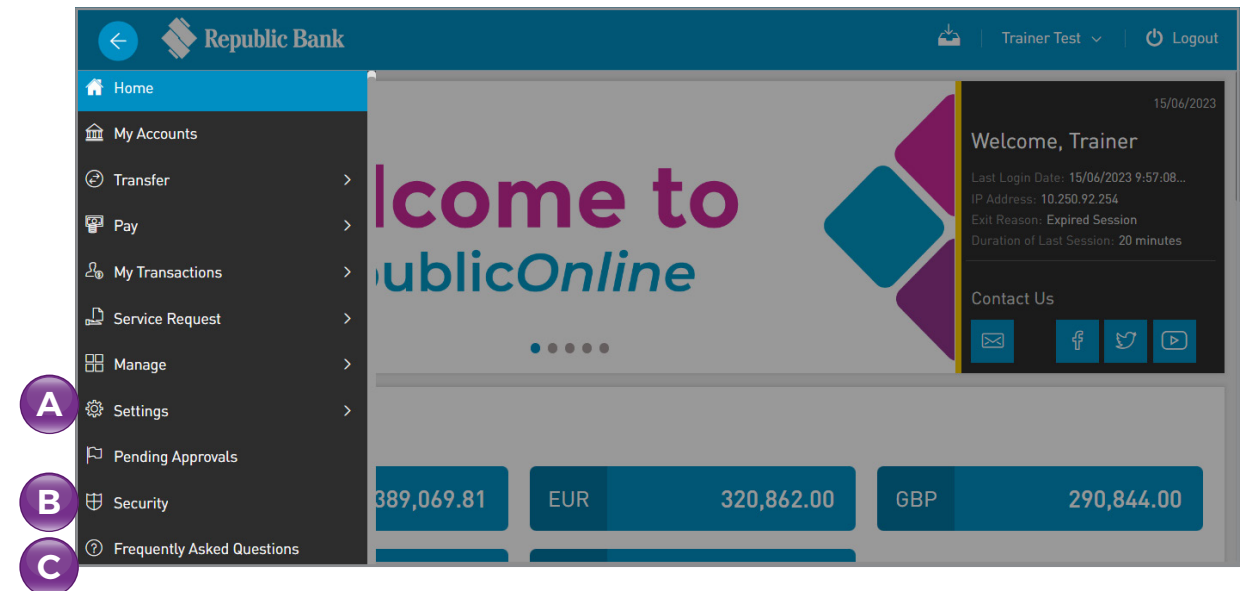 Republic Bank
Trainer Test
Logout
Home
My Accounts
Transfer
Pay
My Transactions
Service Request
Manage
A
Settings
Pending Approvals
B
Security
C
Frequently Asked Questions
lcome to
ublicOnline
15/06/2023
Welcome, Trainer
Last Login Date: 15/06/2023 9:57:08...
IP Address: 10.250.92.254
Exit Reason: Expired Session
Duration of Last Session: 20 minutes
Contact Us
389,069.81
EUR 320,862.00
GBP 290,844.00